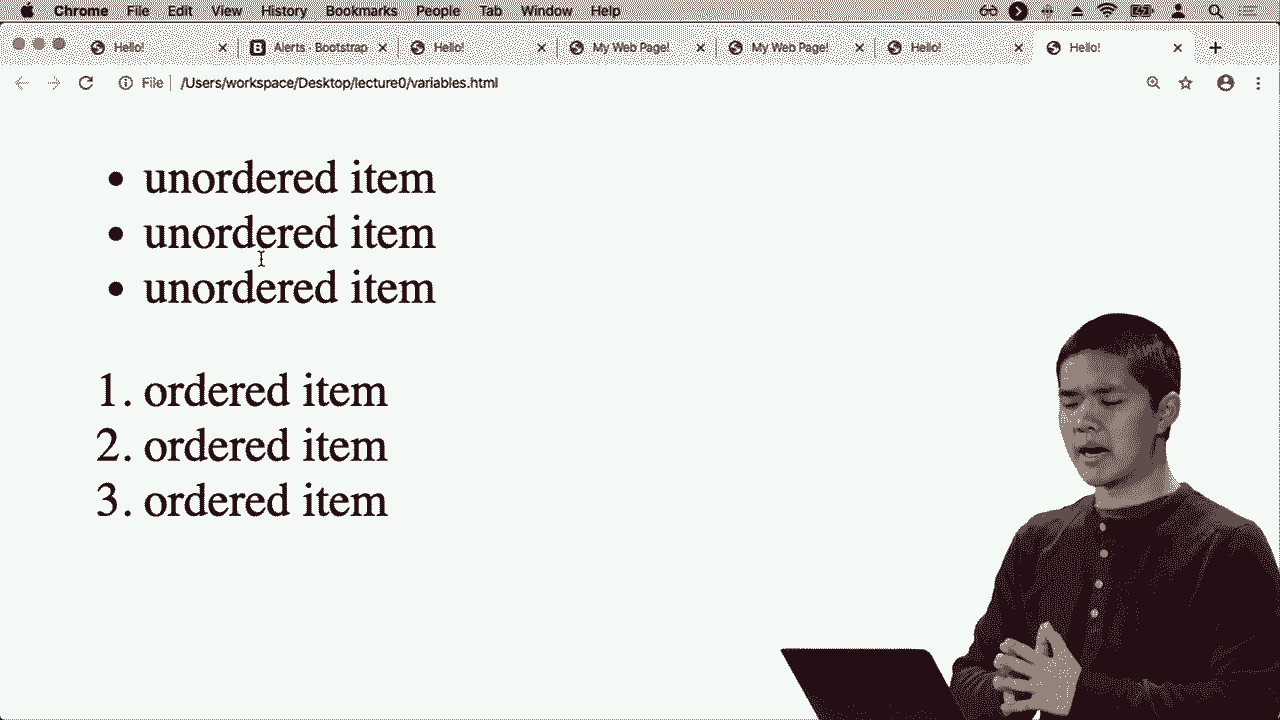 Chrome File Edit View History Bookmarks People Tab Window Help
Hello! Alerts · Bootstrap Hello! My Web Page! My Web Page! Hello! Hello!
File /Users/workspace/Desktop/lecture0/variables.html
• unordered item
• unordered item
• unordered item
1. ordered item
2. ordered item
3. ordered item